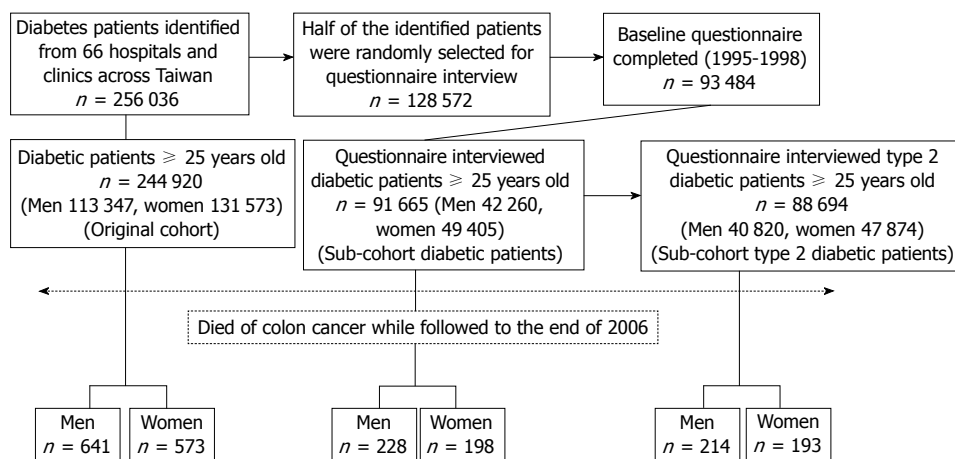 Diabetes patients identified
from 66 hospitals and
clinics across Taiwan
n = 256 036
Half of the identified patients
were randomly selected for
questionnaire interview
n = 128 572
Baseline questionnaire
completed (1995-1998)
n = 93 484
Diabetic patients ≥ 25 years old
n = 244 920
(Men 113 347, women 131 573)
(Original cohort)
Questionnaire interviewed
diabetic patients ≥ 25 years old
n = 91 665 (Men 42 260,
women 49 405)
(Sub-cohort diabetic patients)
Questionnaire interviewed type 2
diabetic patients ≥ 25 years old
n = 88 694
(Men 40 820, women 47 874)
(Sub-cohort type 2 diabetic patients)
Died of colon cancer while followed to the end of 2006
Men
n = 641
Women
n = 573
Men
n = 228
Women
n = 198
Men
n = 214
Women
n = 193